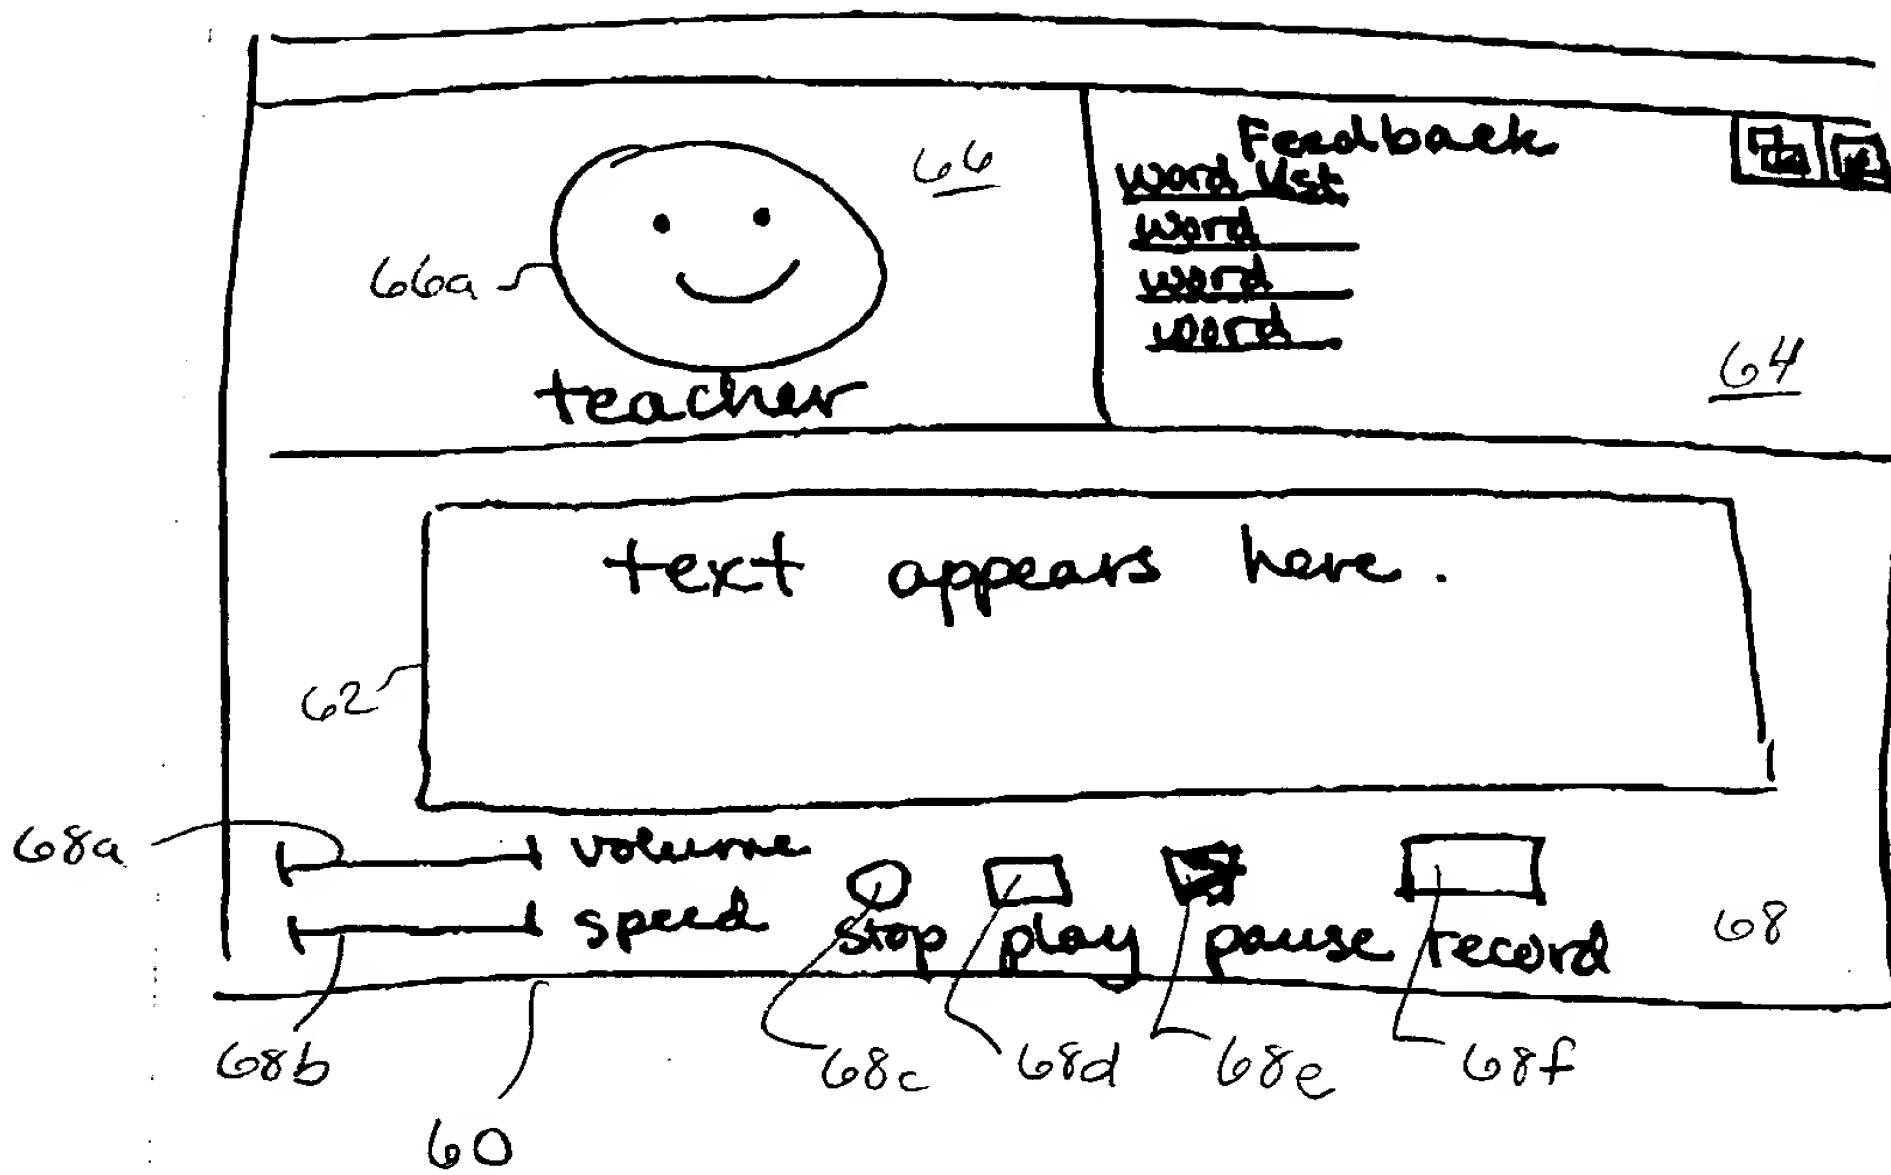 Feedback
66
word list
word
66a
word
word
64
teacher
text appears here.
62
68a
volume
speed
stop play pause record
68
68b
68c
68d
68e
68f
60